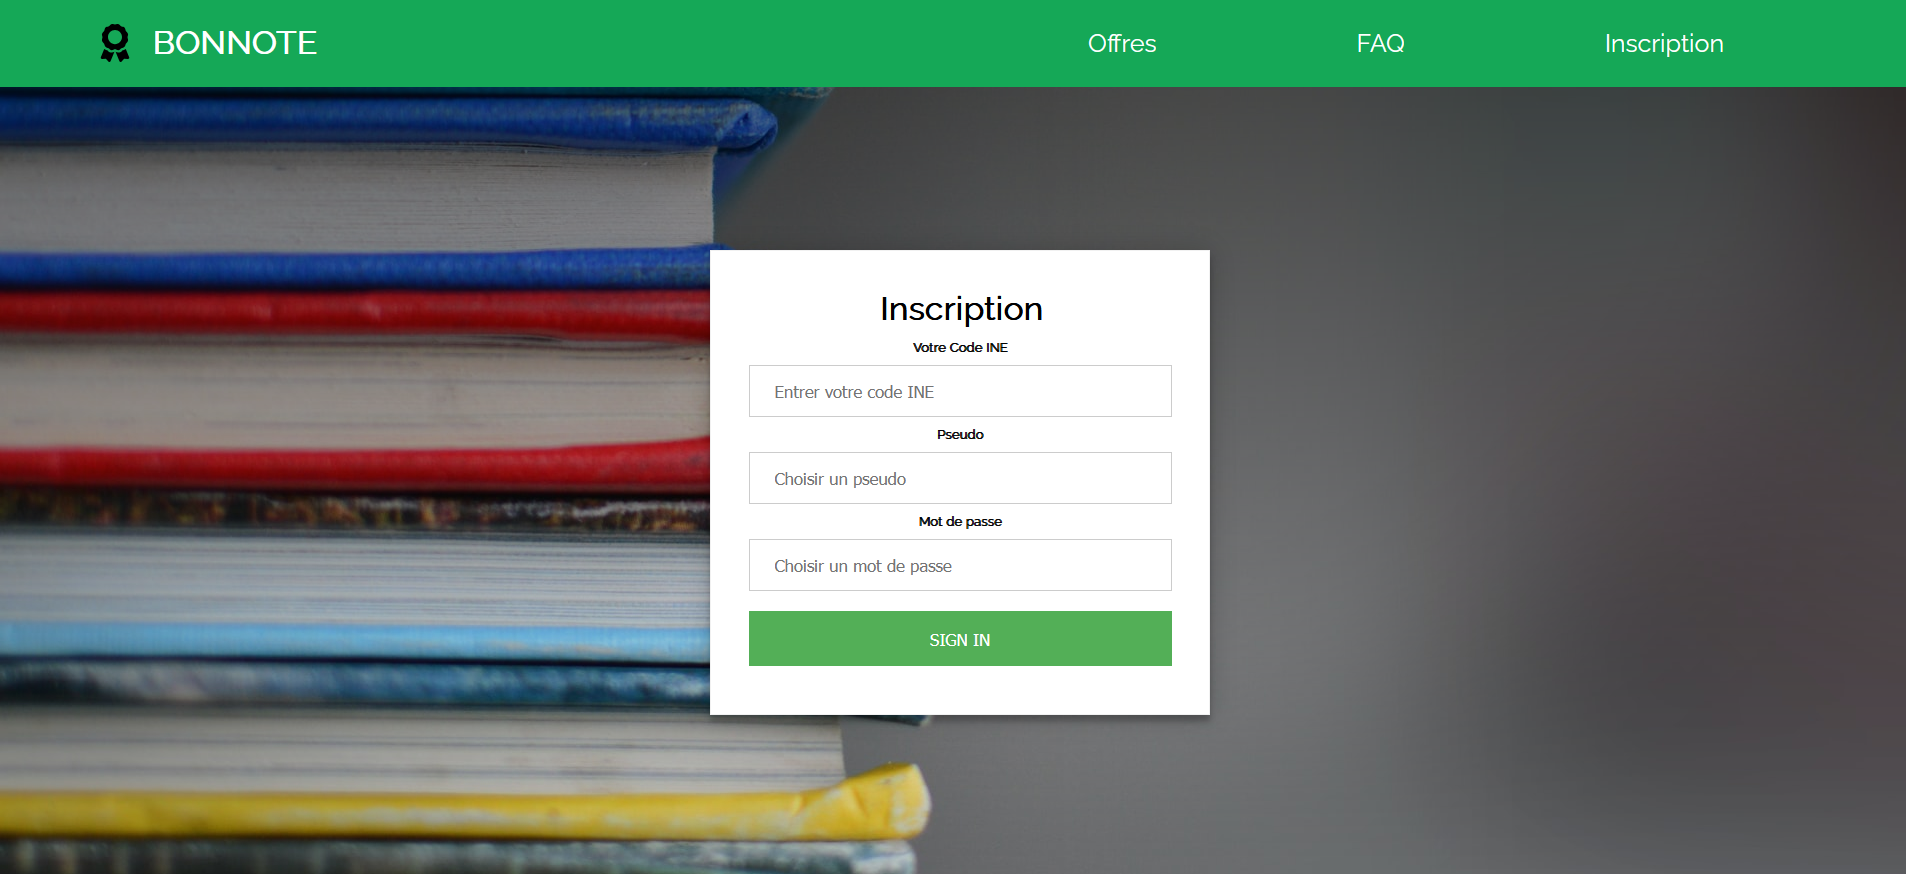 BONNOTE
Offres
FAQ
Inscription
Inscription
Votre Code INE
Entrer votre code INE
Pseudo
Choisir un pseudo
Mot de passe
Choisir un mot de passe
SIGN IN